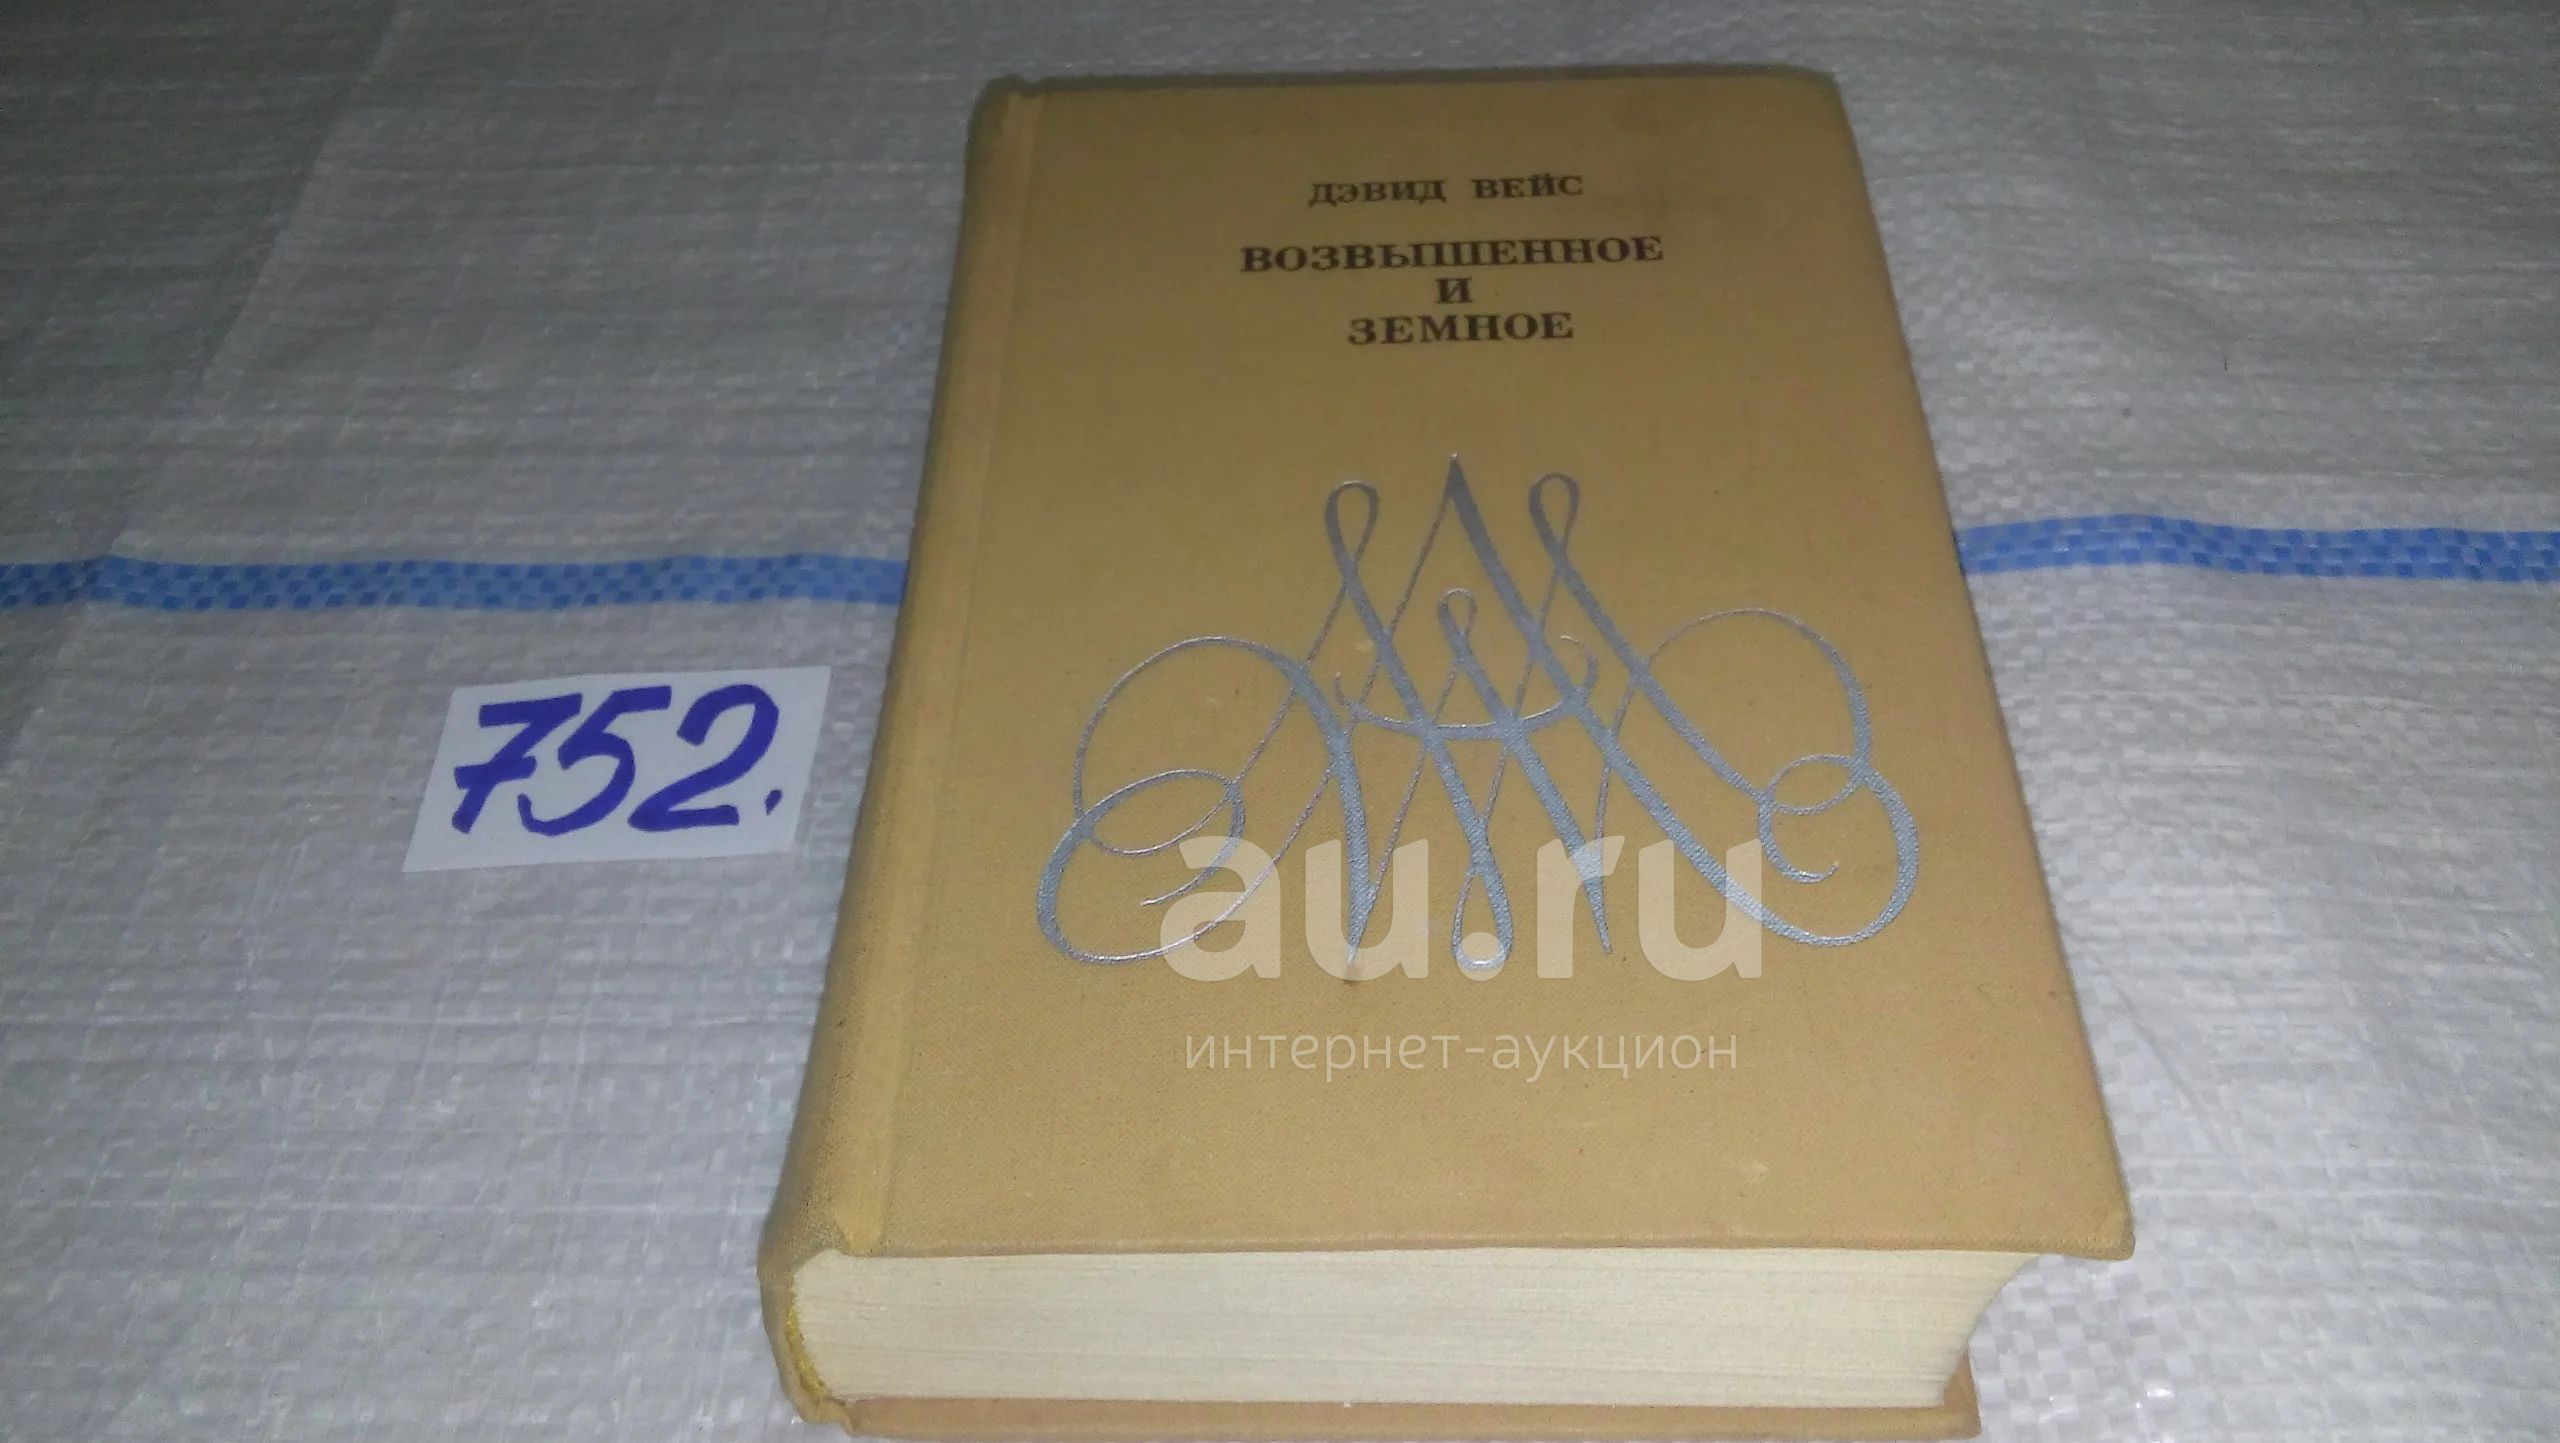 ДЭВИД ВЕЙС
ВОЗВЫШЕННОЕ
И
ЗЕМНОЕ
752.
au.ru
интернет-аукцион